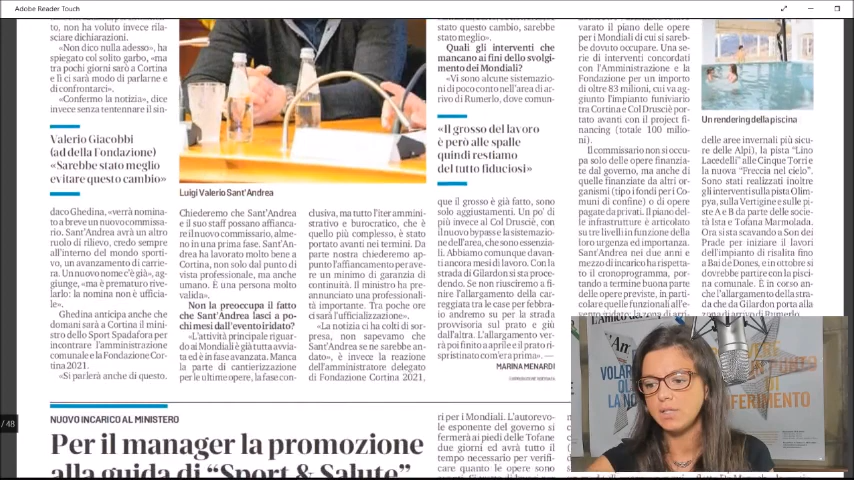 Adobe Reader Touch
to, non ha voluto invece rila-
sciare dichiarazioni.
«Non dico nulla adesso», ha
spiegato col solito garbo, «ma
tra pochi giorni sarò a Cortina
e lì ci sarà modo di parlarne e
di confrontarci».
«Confermo la notizia», dice
invece senza tentennare il sin-
Valerio Giacobbi
(ad della Fondazione)
«Sarebbe stato meglio
evitare questo cambio»
daco Ghedina, «verrà nomina-
to a breve un nuovo commissa-
rio. Sant'Andrea avrà un altro
ruolo di rilievo, credo sempre
all'interno del mondo sporti-
vo, un avanzamento di carrie-
ra. Un nuovo nome c'è già», ag-
giunge, «ma è prematuro rive-
larlo: la nomina non è ufficia-
le».
Ghedina anticipa anche che
domani sarà a Cortina il mini-
stro dello Sport Spadafora per
incontrare l'Amministrazione
comunale e la Fondazione Cor-
tina 2021.
«Si parlerà anche di questo.
Luigi Valerio Sant'Andrea
Chiederemo che Sant'Andrea
e il suo staff possano affianca-
re il nuovo commissario, alme-
no in una prima fase. Sant'An-
drea ha lavorato molto bene a
Cortina, non solo dal punto di
vista professionale, ma anche
umano. È una persona molto
valida».
Non la preoccupa il fatto
che Sant'Andrea lasci a po-
chi mesi dall'evento iridato?
«L'attività principale riguar-
do ai Mondiali è già tutta avvia-
ta ed è in fase avanzata. Manca
la parte di cantierizzazione
per le ultime opere, la fase con-
clusiva, ma tutto l'iter ammini-
strativo e burocratico, che è
quello più complesso, è stato
portato avanti nei termini. Da
parte nostra chiederemo ap-
punto l'affiancamento per ave-
re un minimo di garanzia di
continuità. Il ministro ha pre-
annunciato una professionali-
tà importante. Tra poche ore
ci sarà l'ufficializzazione».
«La notizia ci ha colti di sor-
presa, non sapevamo che
Sant'Andrea se ne sarebbe an-
dato», è invece la reazione
dell'amministratore delegato
di Fondazione Cortina 2021,
stato questo cambio, sarebbe
stato meglio».
Quali gli interventi che
mancano ai fini dello svolgi-
mento dei Mondiali?
«Vi sono alcune sistemazio-
ni di poco conto nell'area di ar-
rivo di Rumerlo, dove comun-
«Il grosso del lavoro
è però alle spalle
quindi restiamo
del tutto fiduciosi»
que il grosso è già fatto, sono
solo aggiustamenti. Un po' di
più invece al Col Drusciè, con
il nuovo bypass e la sistemazio-
ne dell'area, che sono essenzia-
li. Abbiamo comunque davan-
ti ancora mesi di lavoro. Con la
strada di Gilardon si sta proce-
dendo. Se non riusciremo a fi-
nire l'allargamento della car-
reggiata tra le case per febbra-
io andremo su per la strada
provvisoria sul prato e giù
dall'altra. L'allargamento ver-
rà poi finito a aprile e il prato ri-
spristinato com'era prima». —
MARINA MENARDI
varato il piano delle opere
per i Mondiali di cui si sareb-
be dovuto occupare. Una se-
rie di interventi concordati
con l'Amministrazione e la
Fondazione per un importo
di oltre 83 milioni, cui va ag-
giunto l'impianto funiviario
tra Cortina e Col Drusciè por-
tato avanti con il project fi-
nancing (totale 100 milio-
ni).
Il commissario non si occu-
pa solo delle opere finanzia-
te dal governo, ma anche di
quelle finanziate da altri or-
ganismi (tipo i fondi per i Co-
muni di confine) o di opere
pagate da privati. Il piano del-
le infrastrutture è articolato
su tre livelli in funzione della
loro urgenza ed importanza.
Sant'Andrea nei due anni e
mezzo di incarico ha rispetta-
to il cronoprogramma, por-
tando a termine buona parte
delle opere previste, in parti-
colare quelle funzionali all'e-
Un rendering della piscina
delle aree invernali più sicu-
re delle Alpi), la pista "Lino
Lacedelli" alle Cinque Torri e
la nuova "Freccia nel cielo".
Sono stati realizzati inoltre
gli interventi sulla pista Olim-
pya, sulla Vertigine e sulle pi-
ste A e B da parte delle società
Ista e Tofana Marmolada.
Ora si sta scavando a Son dei
Prade per iniziare il lavori
dell'impianto di risalita fino
a Bai de Dones, e in ottobre si
dovrebbe partire con la pisci-
na comunale. È in corso an-
che l'allargamento della stra-
da che da Gilardon porta alla
/ 48
NUOVO INCARICO AL MINISTERO
Per il manager la promozione
alla guida di "Sport & Salute"
ri per i Mondiali. L'autorevo-
le esponente del governo si
fermerà ai piedi delle Tofane
due giorni ed avrà tutto il
tempo necessario per verifi-
care quanto le opere sono